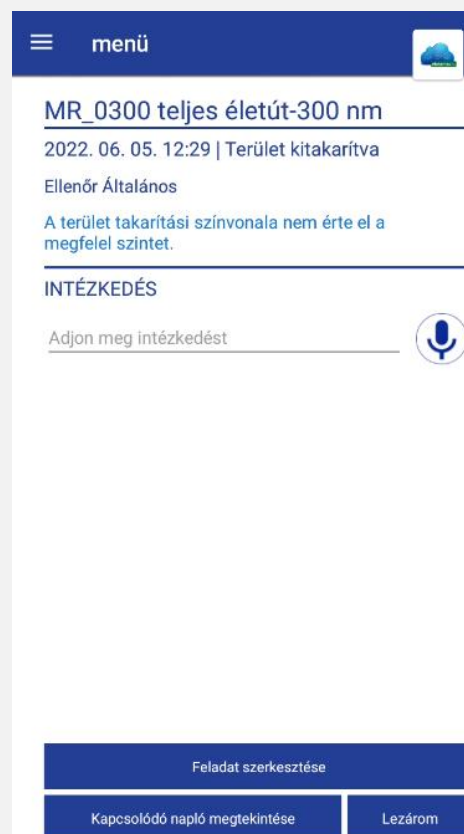 menü
MR_0300 teljes életút-300 nm
2022. 06. 05. 12:29 | Terület kitakarítva
Ellenőr Általános
A terület takarítási színvonala nem érte el a
megfelel szintet.
INTÉZKEDÉS
Adjon meg intézkedést
Feladat szerkesztése
Kapcsolódó napló megtekintése
Lezárom